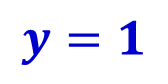 y = 1